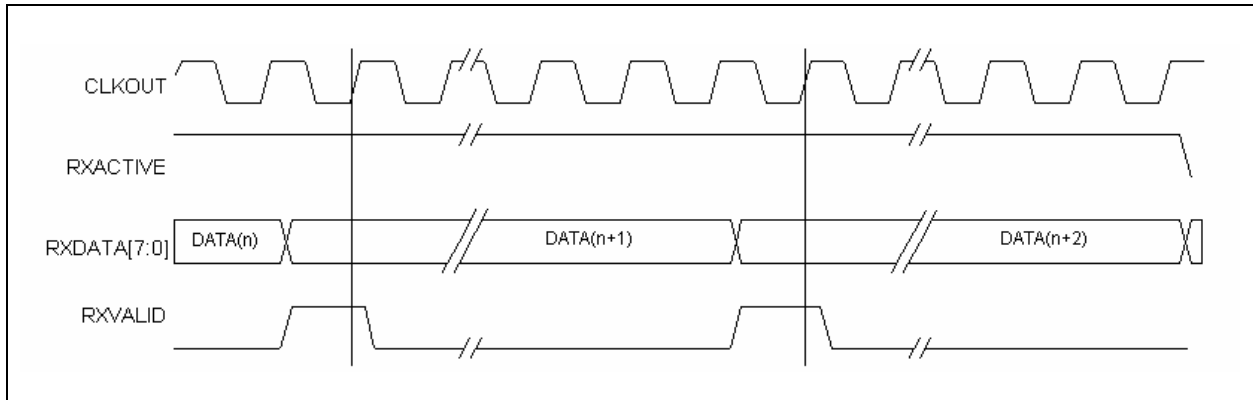 CLKOUT
RXACTIVE
RXDATA[7:0]
DATA(n)
DATA(n+1)
DATA(n+2)
RXVALID